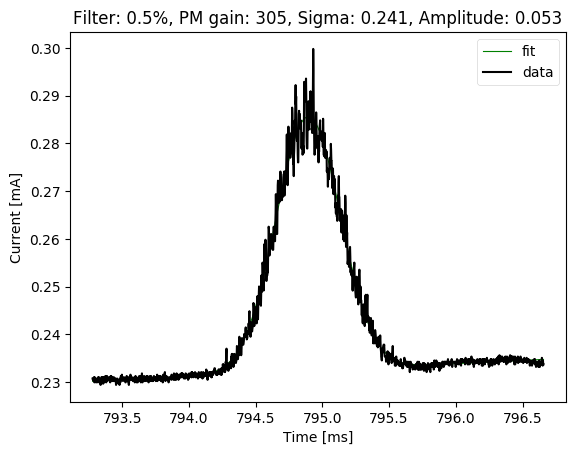 Filter: 0.5%, PM gain: 305, Sigma: 0.241, Amplitude: 0.053
fit
data
0.30
0.29
0.28
0.27
0.26
0.25
0.24
0.23
Current [mA]
793.5 794.0 794.5 795.0 795.5 796.0 796.5
Time [ms]